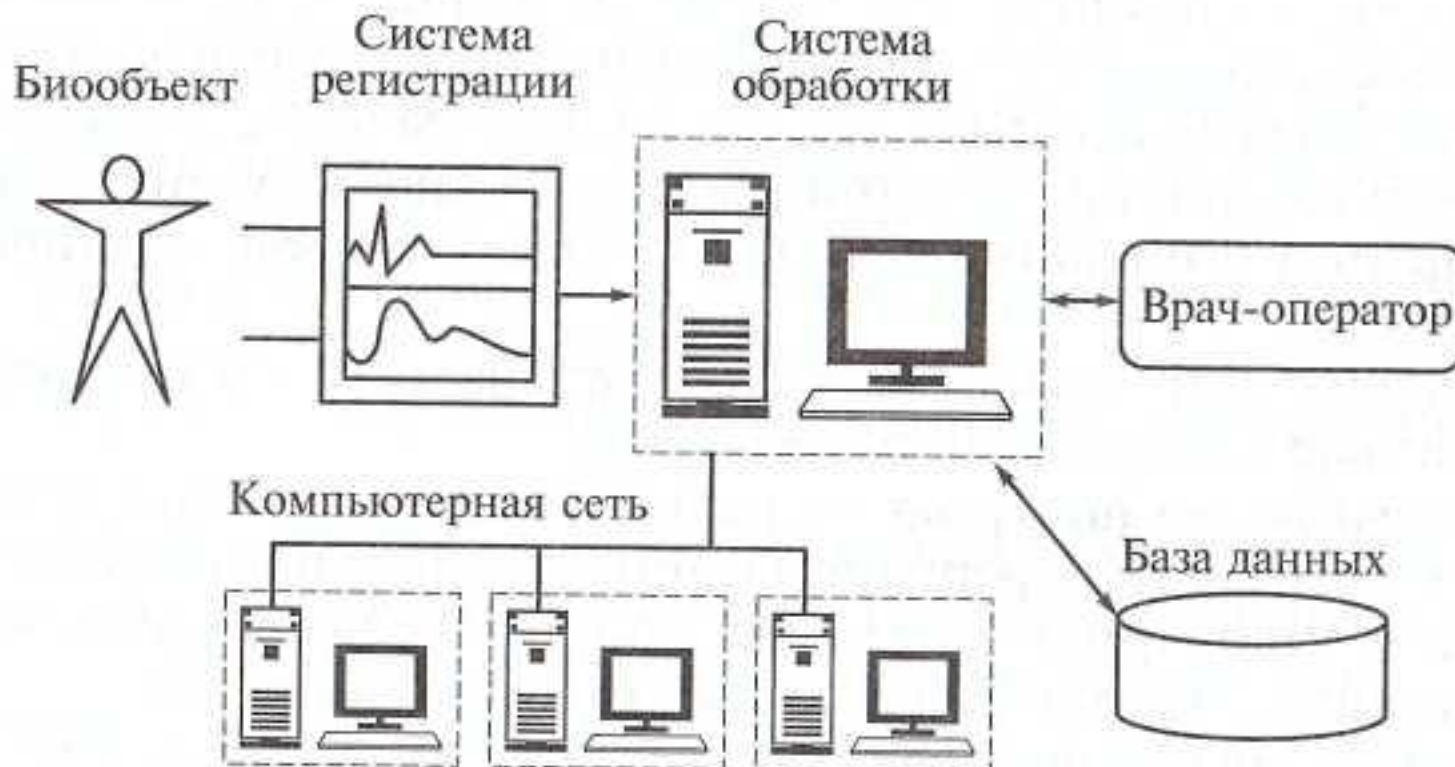 Биообъект
Система
регистрации
Система
обработки
Врач-оператор
Компьютерная сеть
База данных